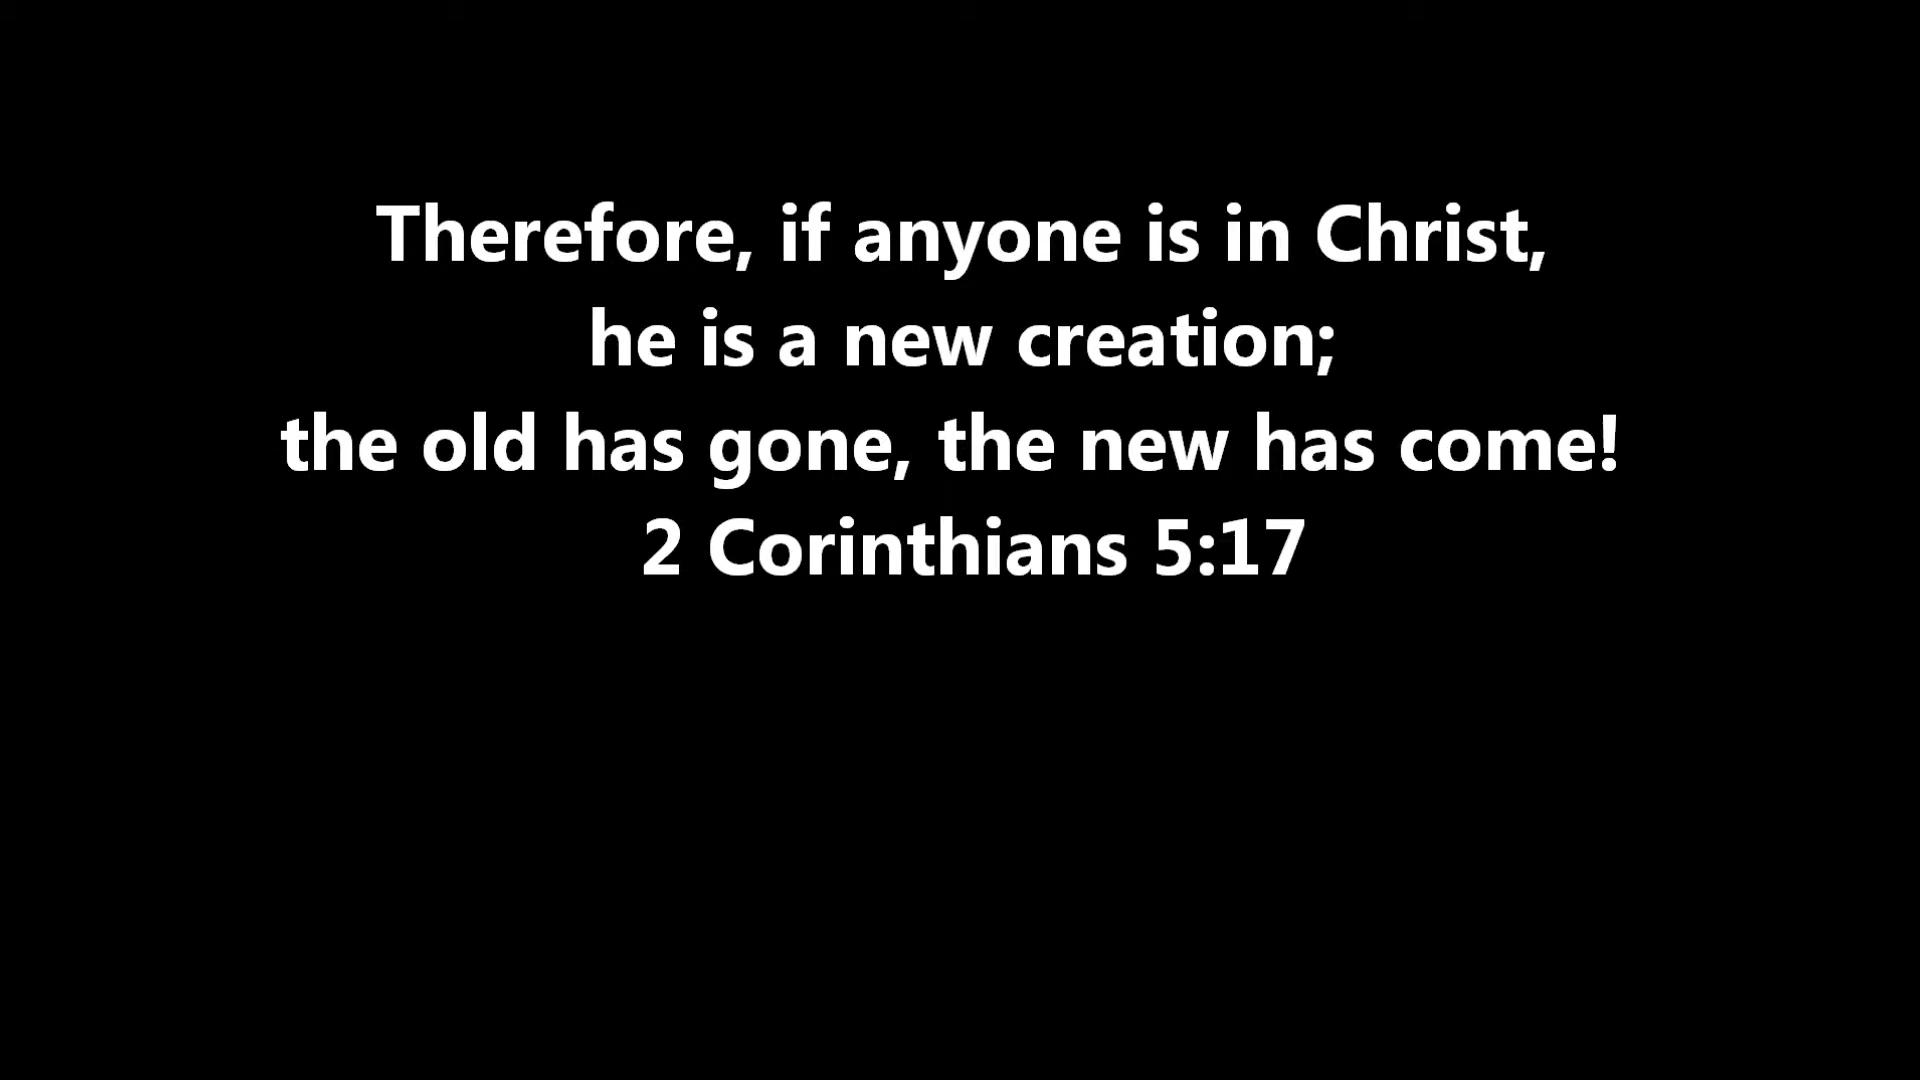 Therefore, if anyone is in Christ,
he is a new creation;
the old has gone, the new has come!
2 Corinthians 5:17